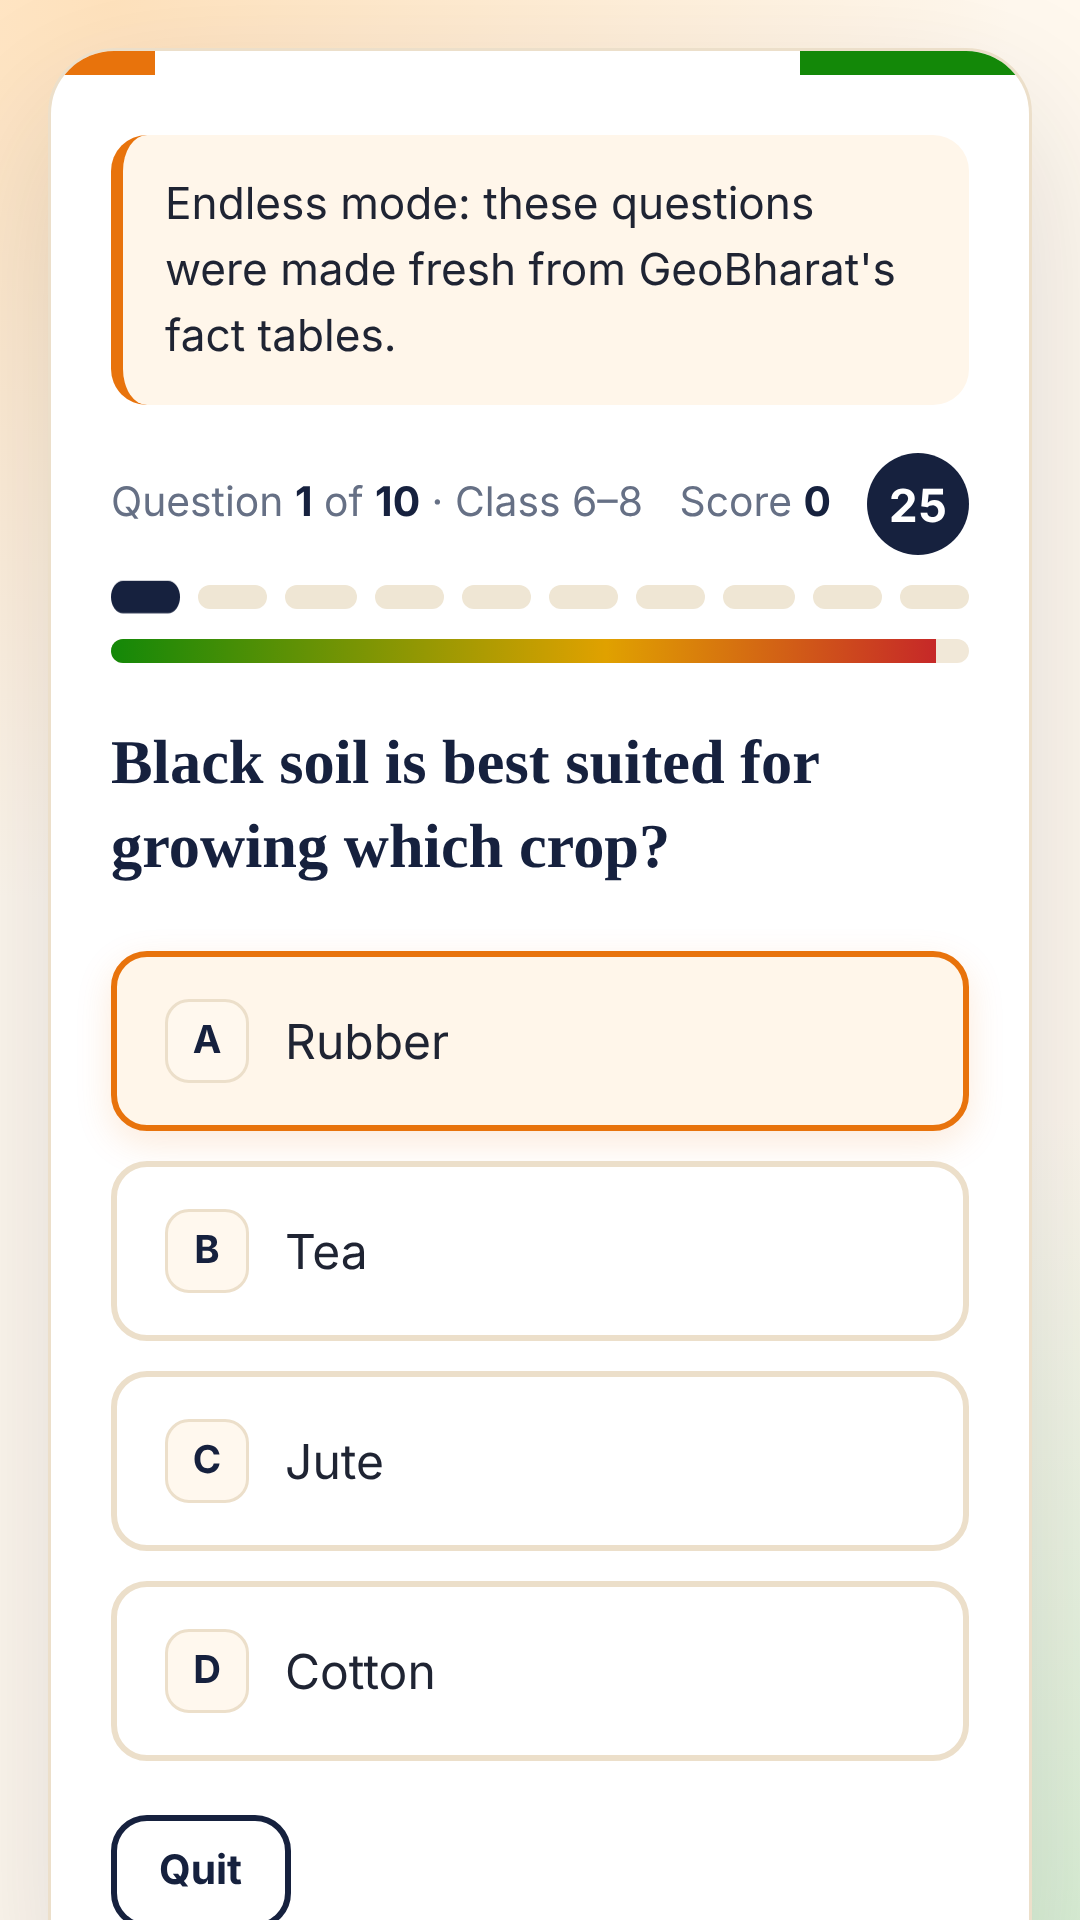 Endless mode: these questions
were made fresh from GeoBharat's
fact tables.
Question 1 of 10 · Class 6–8 Score 0 25
Black soil is best suited for
growing which crop?
A Rubber
B Tea
C Jute
D Cotton
Quit